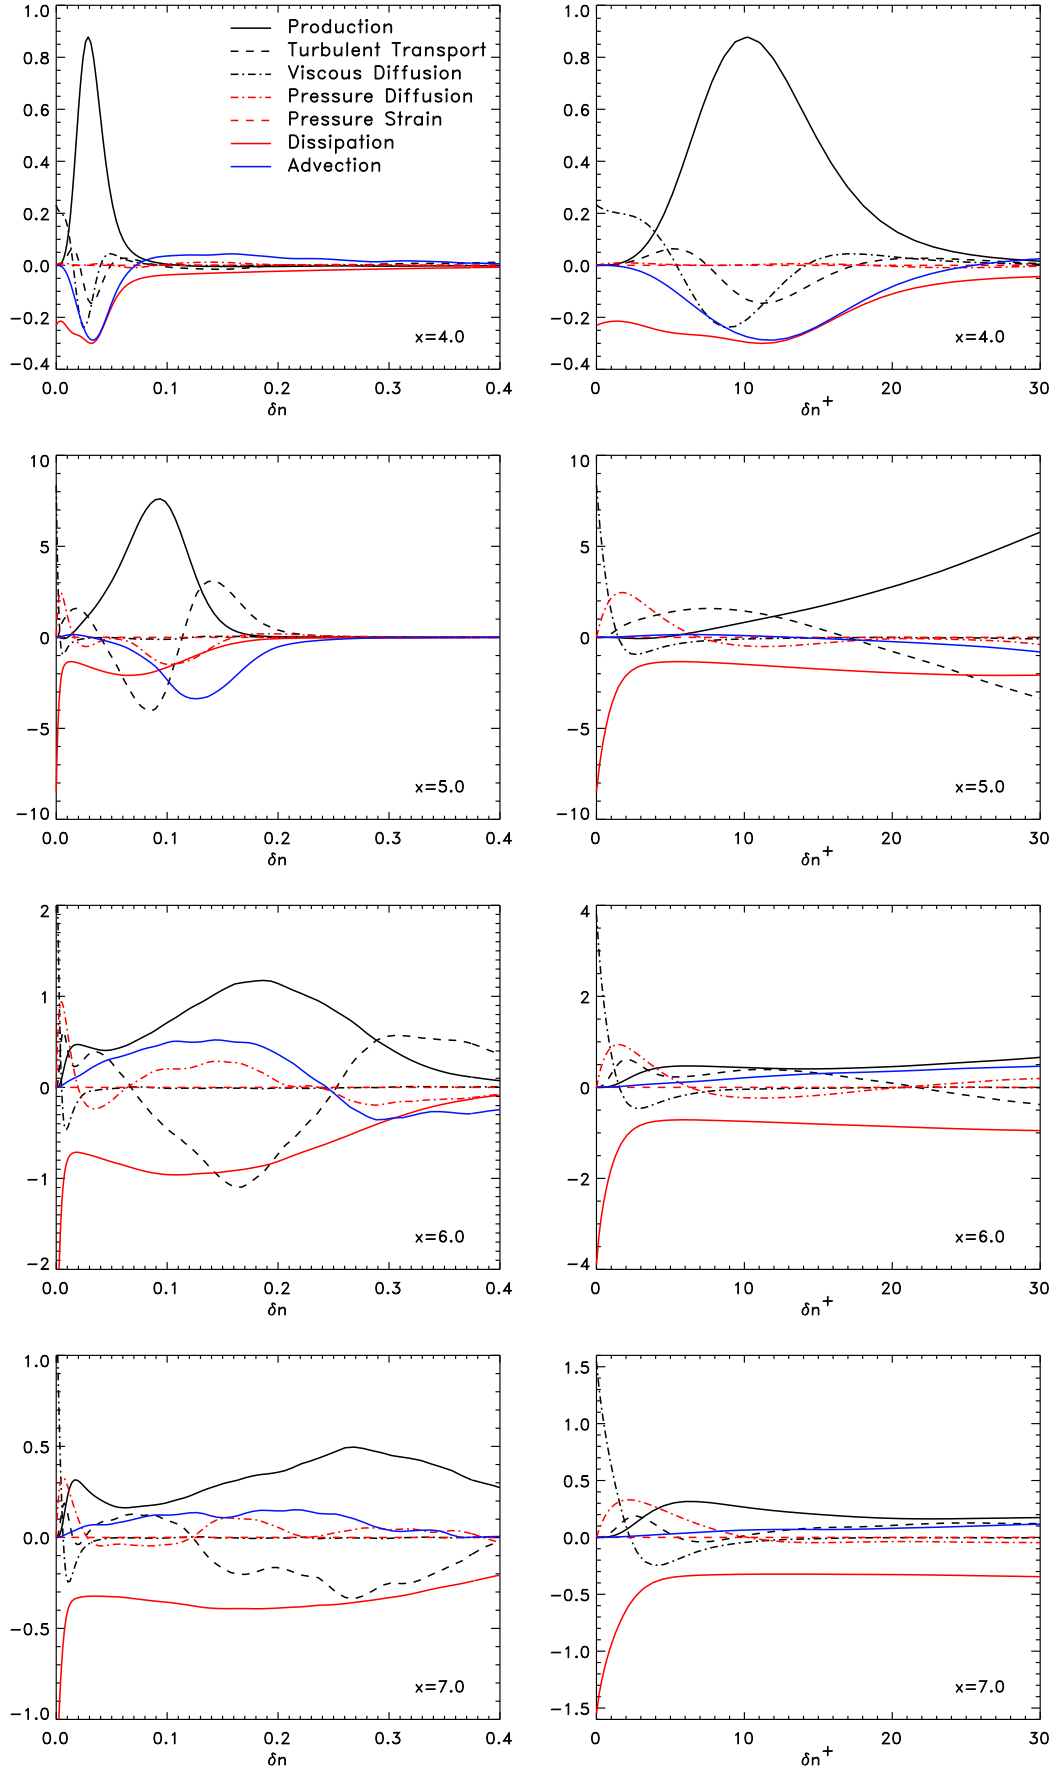 1.0
0.8
0.6
0.4
0.2
0.0
−0.2
−0.4
Production
Turbulent Transport
Viscous Diffusion
Pressure Diffusion
Pressure Strain
Dissipation
Advection
x=4.0
0.0 0.1 0.2 0.3 0.4
δn
1.0
0.8
0.6
0.4
0.2
0.0
−0.2
−0.4
x=4.0
0 10 20 30
δn+
10
5
0
−5
−10
x=5.0
0.0 0.1 0.2 0.3 0.4
δn
10
5
0
−5
−10
x=5.0
0 10 20 30
δn+
2
1
0
−1
−2
x=6.0
0.0 0.1 0.2 0.3 0.4
δn
4
2
0
−2
−4
x=6.0
0 10 20 30
δn+
1.0
0.5
0.0
−0.5
−1.0
x=7.0
0.0 0.1 0.2 0.3 0.4
δn
1.5
1.0
0.5
0.0
−0.5
−1.0
−1.5
x=7.0
0 10 20 30
δn+